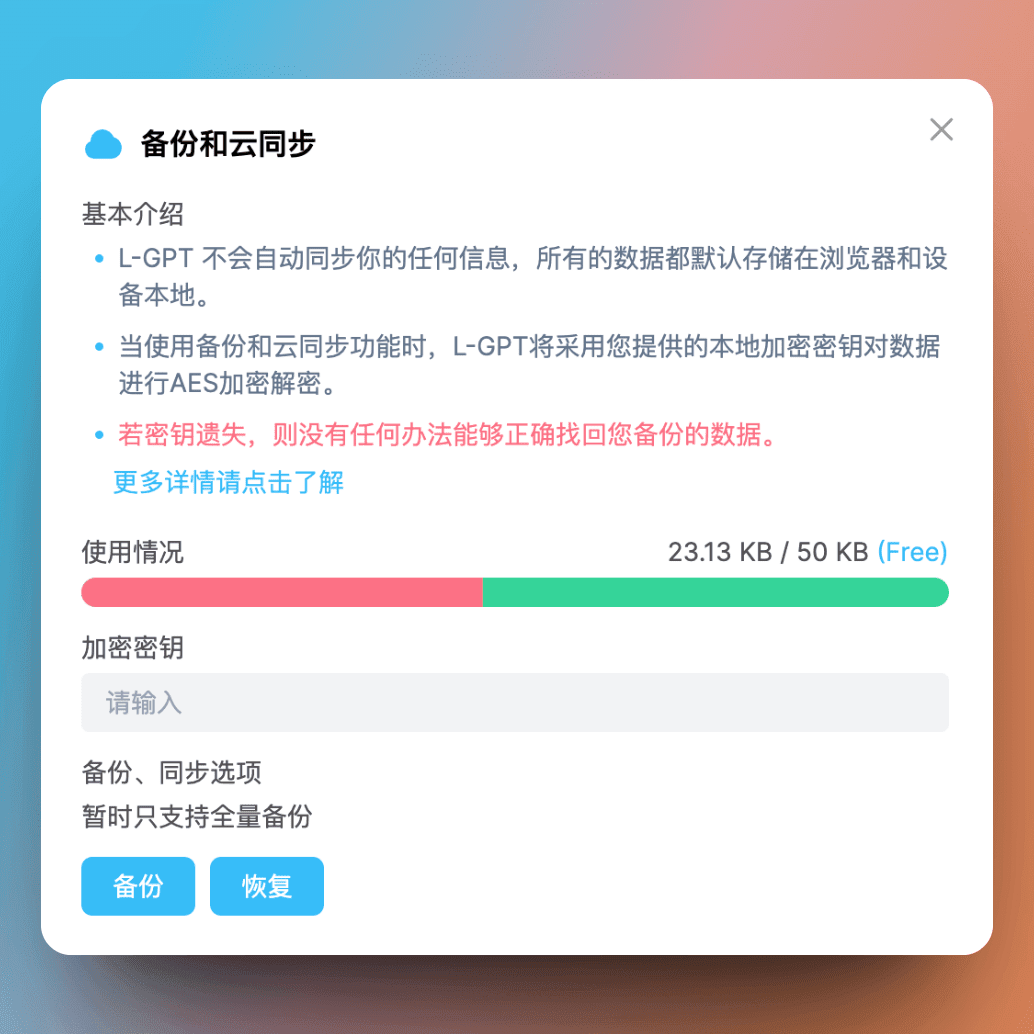 备份和云同步
基本介绍
L-GPT 不会自动同步你的任何信息，所有的数据都默认存储在浏览器和设
备本地。
当使用备份和云同步功能时，L-GPT将采用您提供的本地加密密钥对数据
进行AES加密解密。
若密钥遗失，则没有任何办法能够正确找回您备份的数据。
更多详情请点击了解
使用情况 23.13 KB / 50 KB (Free)
加密密钥
请输入
备份、同步选项
暂时只支持全量备份
备份 恢复